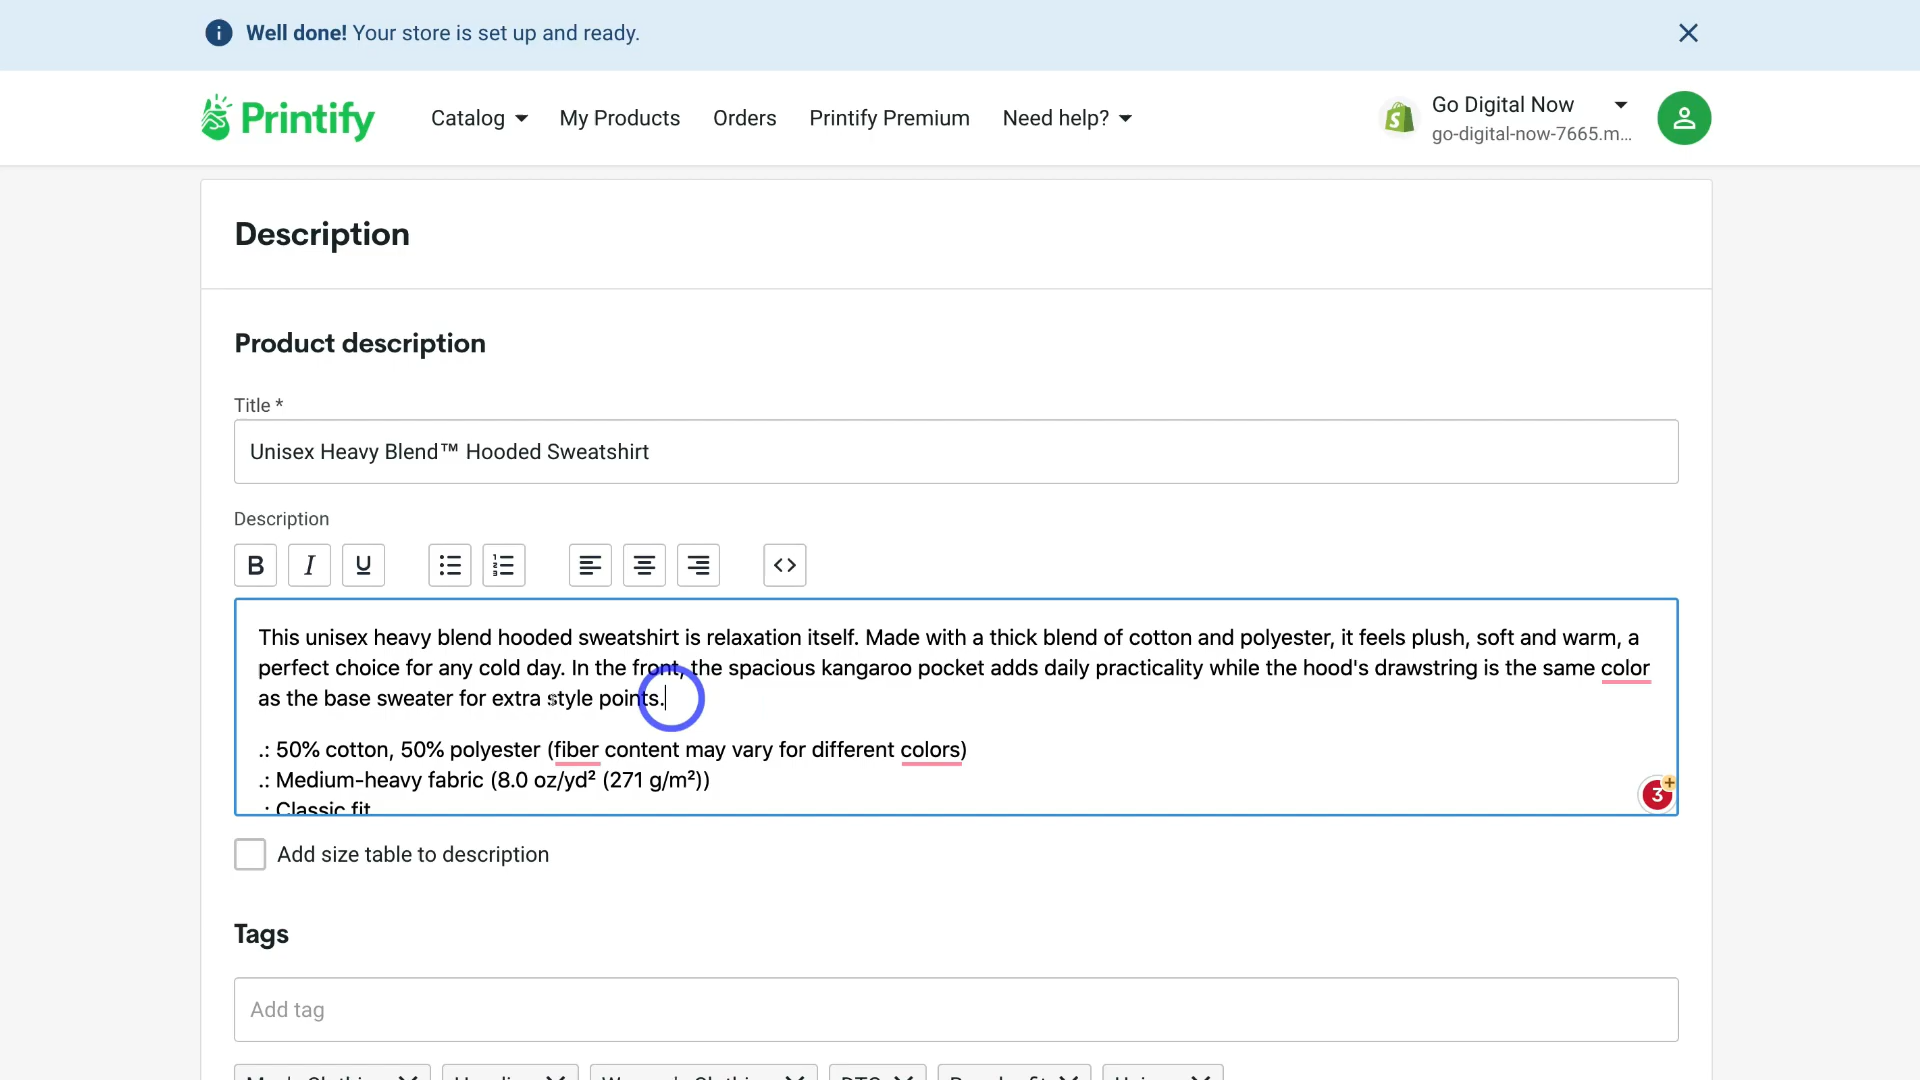 Well done! Your store is set up and ready.
Printify Catalog My Products Orders Printify Premium Need help? Go Digital Now
go-digital-now-7665.m...
Description
Product description
Title *
Unisex Heavy Blend™ Hooded Sweatshirt
Description
This unisex heavy blend hooded sweatshirt is relaxation itself. Made with a thick blend of cotton and polyester, it feels plush, soft and warm, a
perfect choice for any cold day. In the front, the spacious kangaroo pocket adds daily practicality while the hood's drawstring is the same color
as the base sweater for extra style points.
.: 50% cotton, 50% polyester (fiber content may vary for different colors)
.: Medium-heavy fabric (8.0 oz/yd² (271 g/m²))
.: Classic fit
3
Add size table to description
Tags
Add tag